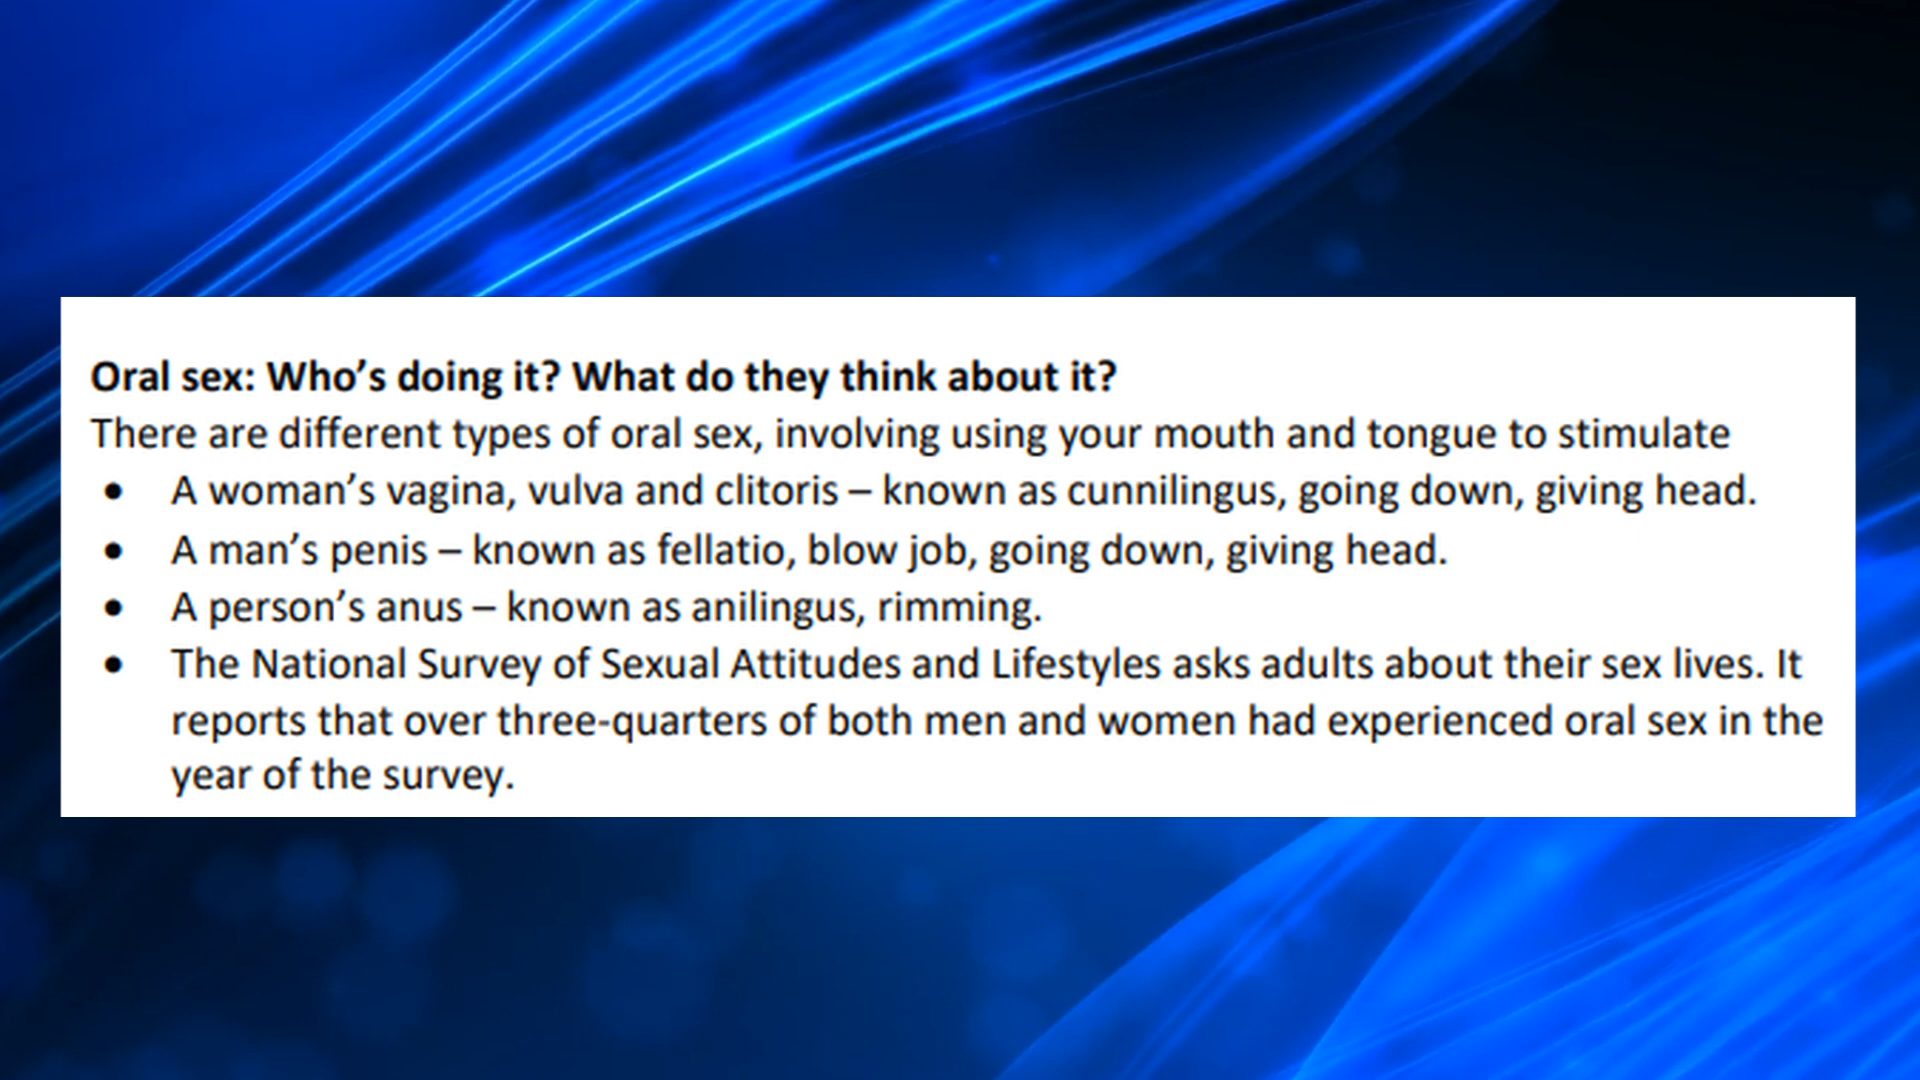 Oral sex: Who’s doing it? What do they think about it?
There are different types of oral sex, involving using your mouth and tongue to stimulate
• A woman’s vagina, vulva and clitoris – known as cunnilingus, going down, giving head.
• A man’s penis – known as fellatio, blow job, going down, giving head.
• A person’s anus – known as anilingus, rimming.
• The National Survey of Sexual Attitudes and Lifestyles asks adults about their sex lives. It
reports that over three-quarters of both men and women had experienced oral sex in the
year of the survey.